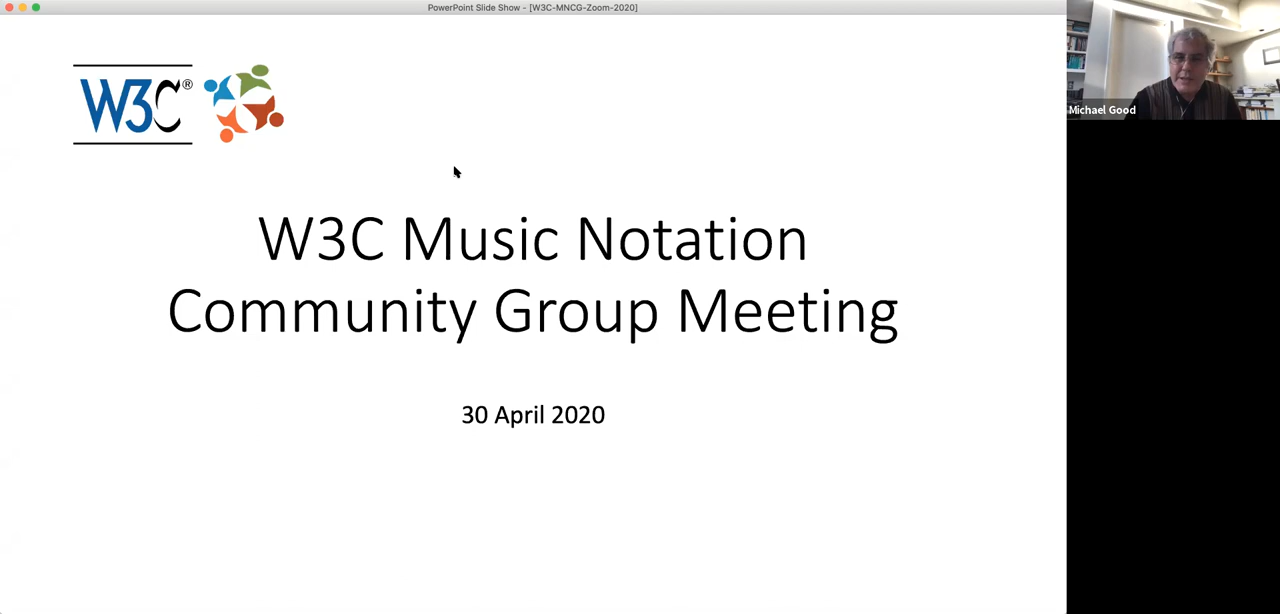 PowerPoint Slide Show - [W3C-MNCG-Zoom-2020]
W3C®
Michael Good
W3C Music Notation
Community Group Meeting
30 April 2020